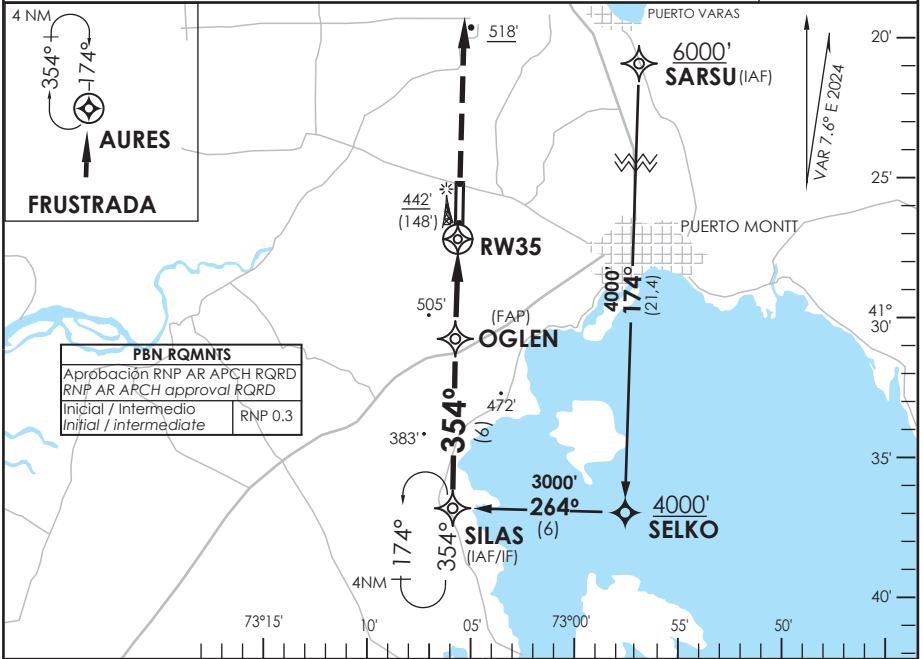 4 NM
354°
174°
AURES
FRUSTRADA
518'
PUERTO VARAS
6000'
SARSU (IAF)
VAR 7.6° E 2024
20'
25'
442'
(148')
RW35
PUERTO MONTT
4000'
174°
(21,4)
505'
(FAP)
OGLEN
41°
30'
PBN RQMNTS
Aprobación RNP AR APCH RQRD
RNP AR APCH approval RQRD
Inicial / Intermedio
Initial / intermediate
RNP 0.3
354°
(6)
472'
383'
35'
3000'
264°
(6)
4000'
SELKO
SILAS
(IAF/IF)
174°
354°
4NM
40'
73°15'
10'
05'
73°00'
55'
50'